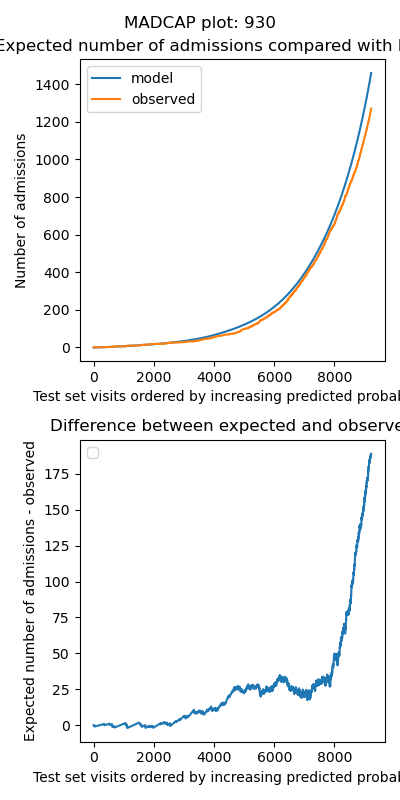 MADCAP plot: 930
Expected number of admissions compared with
model
observed
1400
1200
1000
800
600
400
200
0
Number of admissions
0 2000 4000 6000 8000
Test set visits ordered by increasing predicted
Difference between expected and
175
150
125
100
75
50
25
0
Expected number of admissions - observed
0 2000 4000 6000 8000
Test set visits ordered by increasing predicted